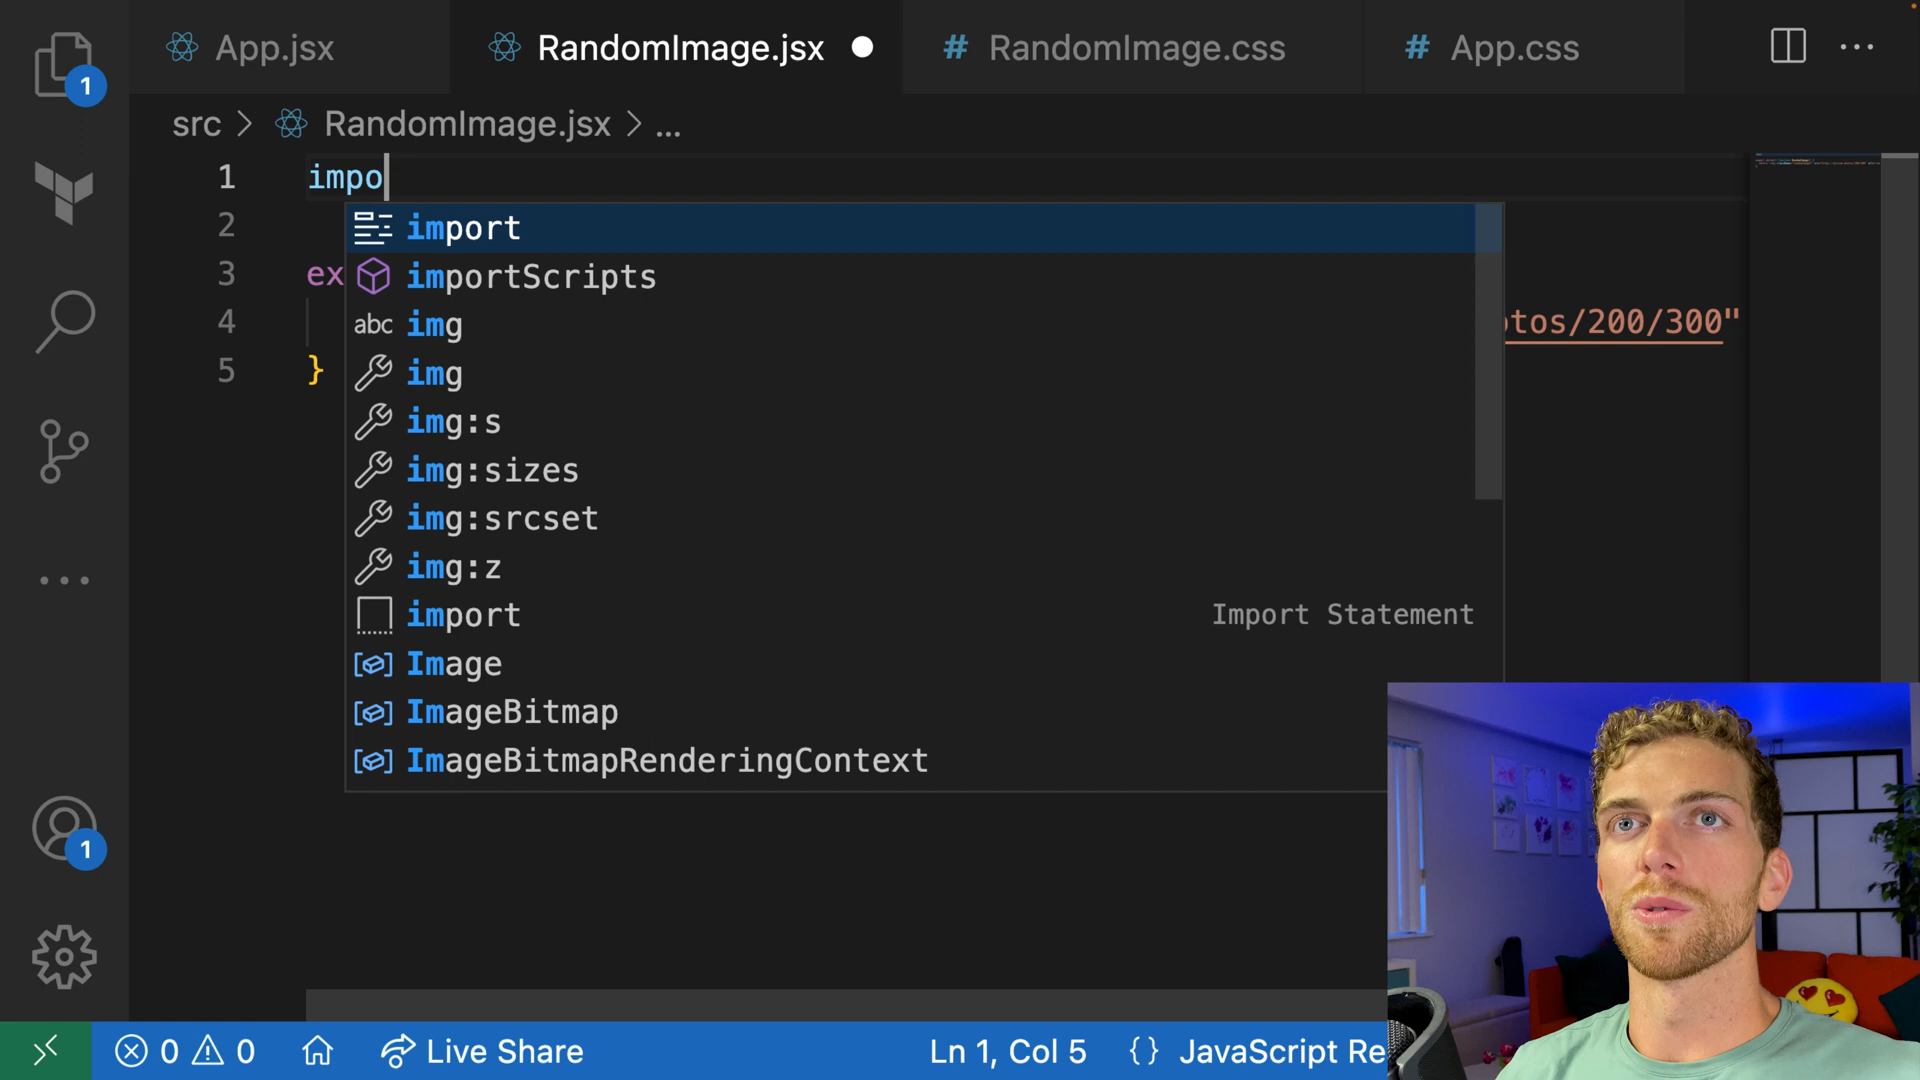 App.jsx
RandomImage.jsx
# RandomImage.css
# App.css
1
src > RandomImage.jsx > ...
1 impo
2
3 ex
4 otos/200/300"
5 }
import
importScripts
abc img
img
img:s
img:sizes
img:srcset
img:z
import Import Statement
Image
ImageBitmap
ImageBitmapRenderingContext
1
0 0 Live Share Ln 1, Col 5 {} JavaScript Re